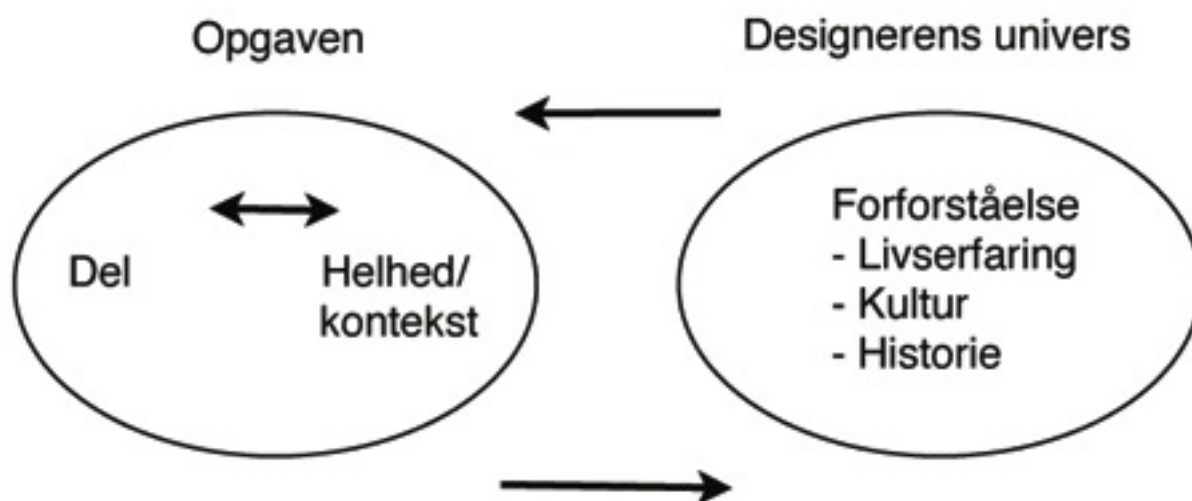 Opgaven
Designerens univers
Del
Helhed/
kontekst
Forforståelse
- Livserfaring
- Kultur
- Historie